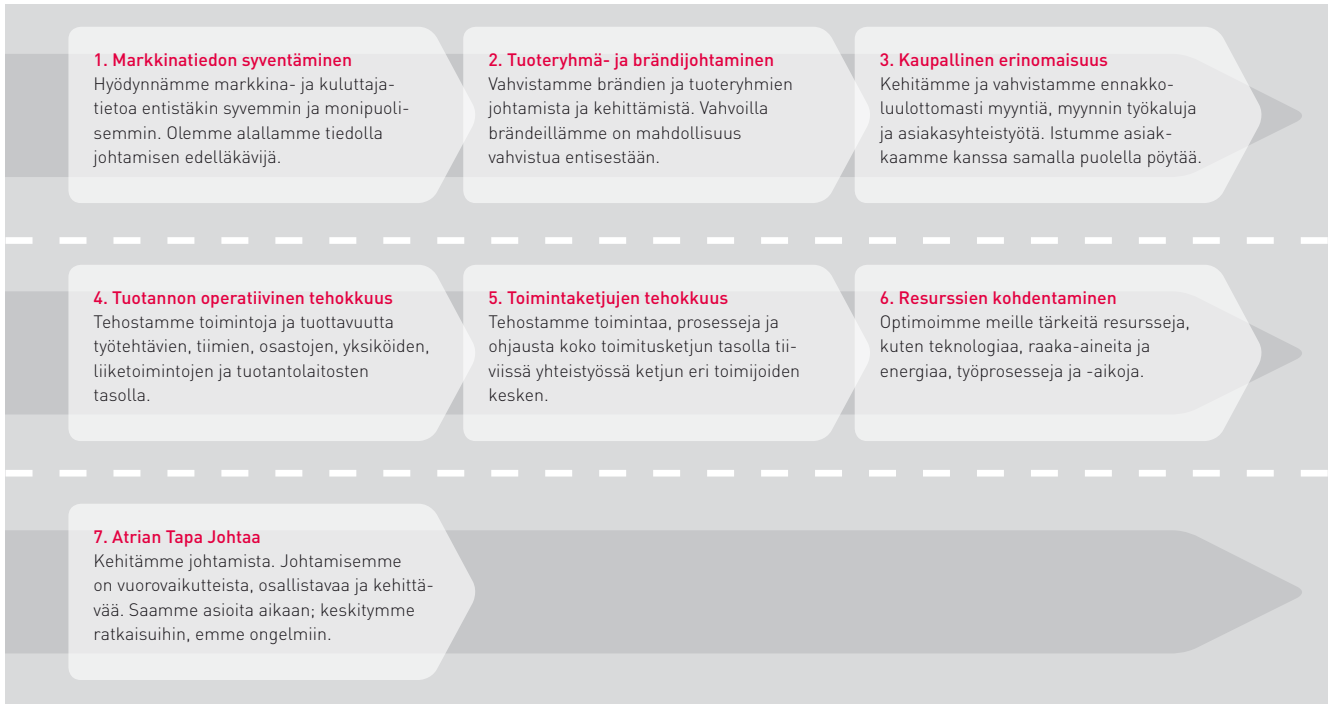 1. Markkinatiedon syventäminen
Hyödynnämme markkina- ja kuluttaja-
tietoa entistäkin syvemmin ja monipuoli-
semmin. Olemme alallamme tiedolla
johtamisen edelläkävijä.
2. Tuoteryhmä- ja brändijohtaminen
Vahvistamme brändien ja tuoteryhmien
johtamista ja kehittämistä. Vahvoilla
brändeillämme on mahdollisuus
vahvistua entisestään.
3. Kaupallinen erinomaisuus
Kehitämme ja vahvistamme ennakko-
luulottomasti myyntiä, myynnin työkaluja
ja asiakasyhteistyötä. Istumme asiak-
kaamme kanssa samalla puolella pöytää.
4. Tuotannon operatiivinen tehokkuus
Tehostamme toimintoja ja tuottavuutta
työtehtävien, tiimien, osastojen, yksiköiden,
liiketoimintojen ja tuotantolaitosten
tasolla.
5. Toimintaketjujen tehokkuus
Tehostamme toimintaa, prosesseja ja
ohjausta koko toimitusketjun tasolla tii-
viissä yhteistyössä ketjun eri toimijoiden
kesken.
6. Resurssien kohdentaminen
Optimoimme meille tärkeitä resursseja,
kuten teknologiaa, raaka-aineita ja
energiaa, työprosesseja ja -aikoja.
7. Atrian Tapa Johtaa
Kehitämme johtamista. Johtamisemme
on vuorovaikutteista, osallistavaa ja kehittä-
vää. Saamme asioita aikaan; keskitymme
ratkaisuihin, emme ongelmiin.